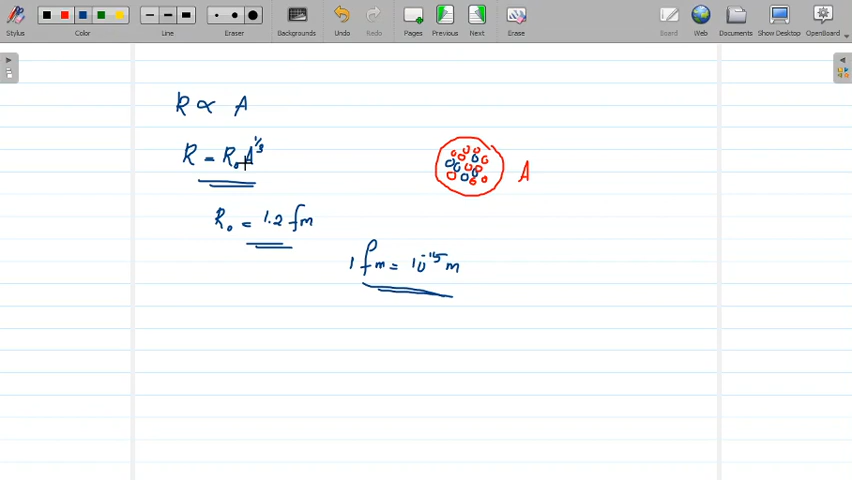 Stylus
Color
Line
Eraser
Backgrounds
Undo
Redo
Pages
Previous
Next
Erase
Board
Web
Documents
Show Desktop
OpenBoard
R ∝ A
R = R₀A^1/3
A
R₀ = 1.2 fm
1 fm = 10⁻¹⁵ m